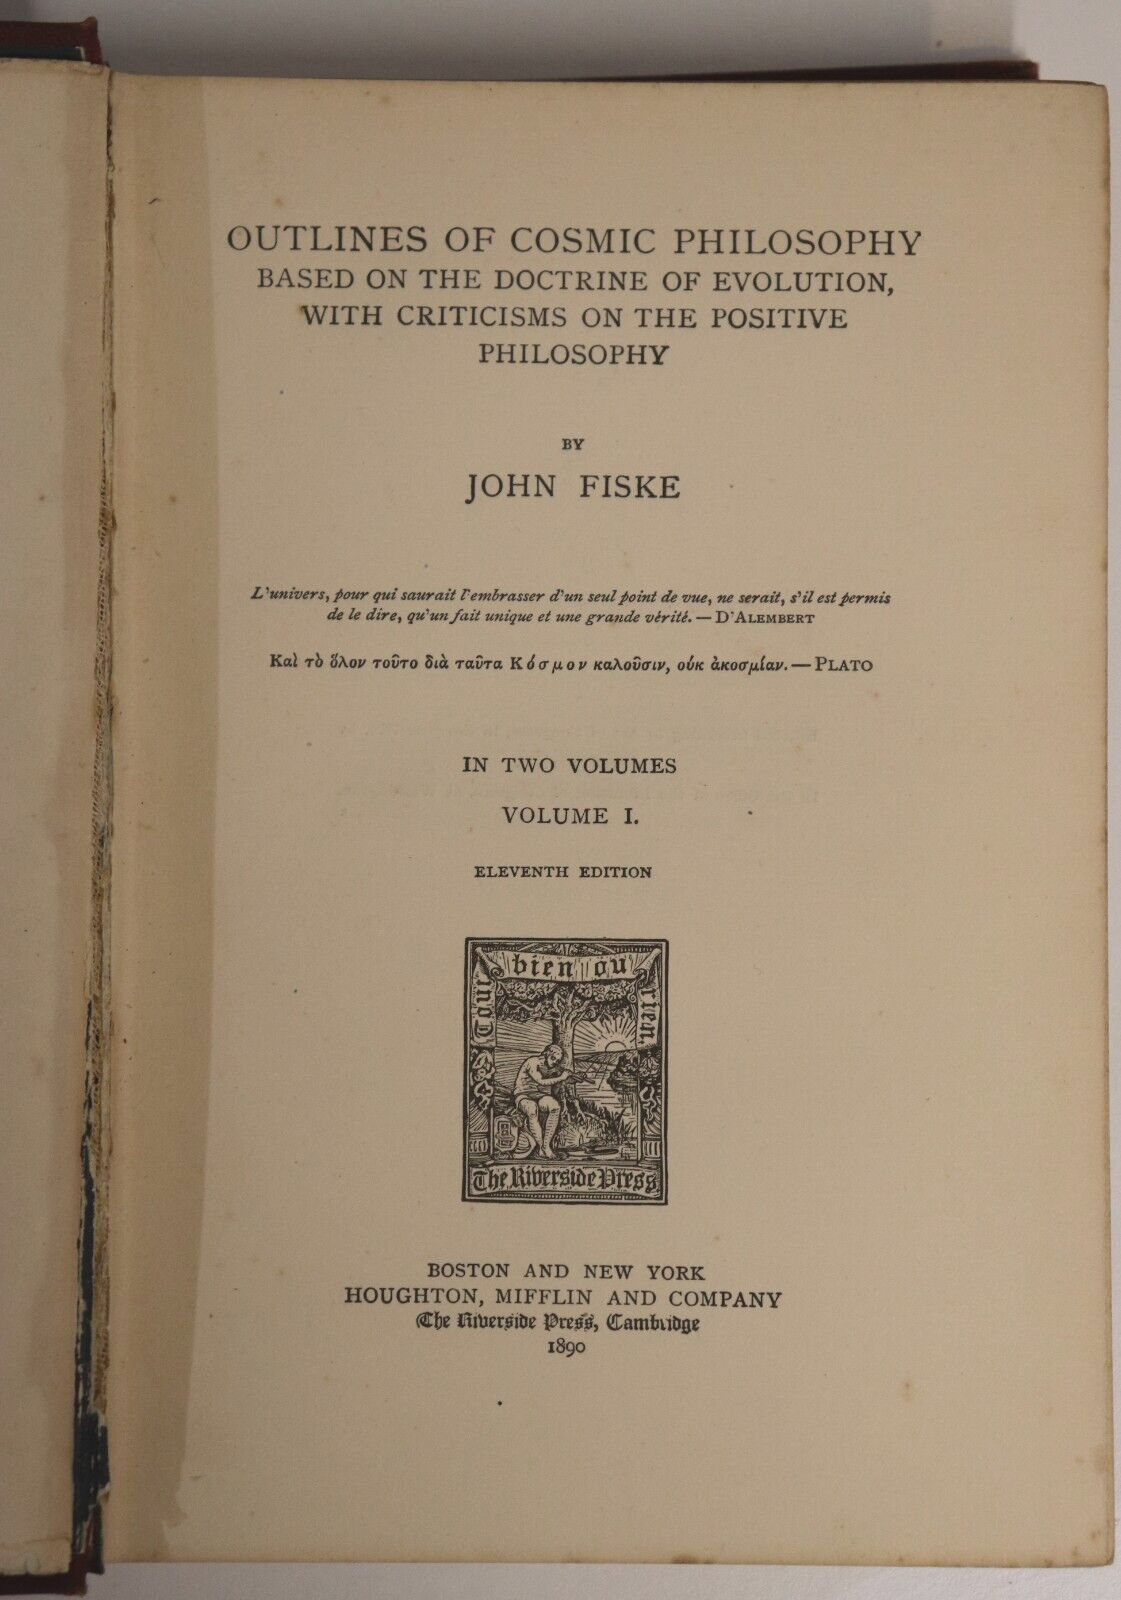 OUTLINES OF COSMIC PHILOSOPHY
BASED ON THE DOCTRINE OF EVOLUTION,
WITH CRITICISMS ON THE POSITIVE
PHILOSOPHY
BY
JOHN FISKE
L'univers, pour qui saurait l'embrasser d'un seul point de vue, ne serait, s'il est permis
de le dire, qu'un fait unique et une grande vérité. — D'ALEMBERT
Καὶ τὸ ὅλον τοῦτο διὰ ταῦτα Κόσμον καλοῦσιν, οὐκ ἀκοσμίαν. — PLATO
IN TWO VOLUMES
VOLUME I.
ELEVENTH EDITION
Tout bien ou rien.
The Riverside Press
BOSTON AND NEW YORK
HOUGHTON, MIFFLIN AND COMPANY
The Riverside Press, Cambridge
1890